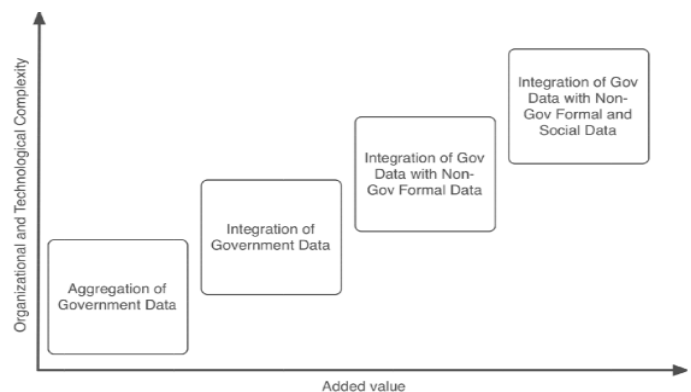 Organizational and Technological Complexity
Integration of Gov
Data with Non-
Gov Formal and
Social Data
Integration of Gov
Data with Non-
Gov Formal Data
Integration of
Government Data
Aggregation of
Government Data
Added value